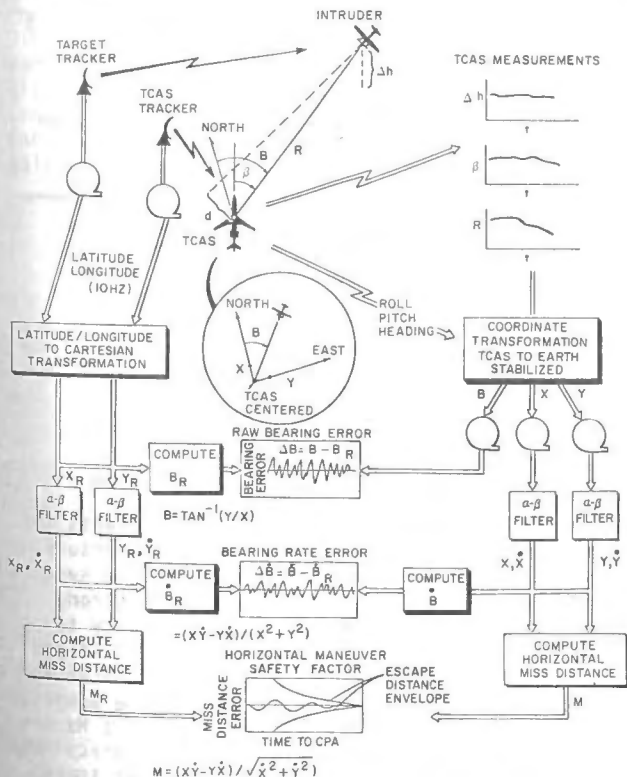 INTRUDER
TARGET
TRACKER
TCAS
TRACKER
Δh
NORTH
B
R
β
d
TCAS
TCAS MEASUREMENTS
Δh
T
β
T
R
T
LATITUDE
LONGITUDE
(10HZ)
ROLL
PITCH
HEADING
LATITUDE/LONGITUDE
TO CARTESIAN
TRANSFORMATION
NORTH
B
EAST
X
Y
TCAS
CENTERED
COORDINATE
TRANSFORMATION
TCAS TO EARTH
STABILIZED
B X Y
RAW BEARING ERROR
BEARING
ERROR
ΔB = B - B_R
COMPUTE
B_R
B=TAN⁻¹(Y/X)
X_R Y_R
α-β
FILTER
α-β
FILTER
α-β
FILTER
α-β
FILTER
X_R, Ẋ_R
Y_R, Ẏ_R
X,Ẋ
Y,Ẏ
BEARING RATE ERROR
ΔḂ = Ḃ - Ḃ_R
COMPUTE
Ḃ_R
COMPUTE
Ḃ
=(XẎ-YẊ)/(X²+Y²)
COMPUTE
HORIZONTAL
MISS DISTANCE
COMPUTE
HORIZONTAL
MISS DISTANCE
HORIZONTAL MANEUVER
SAFETY FACTOR
MISS
DISTANCE
ERROR
ESCAPE
DISTANCE
ENVELOPE
M_R
M
TIME TO CPA
M=(XẎ-YẊ)/√(Ẋ²+Ẏ²)